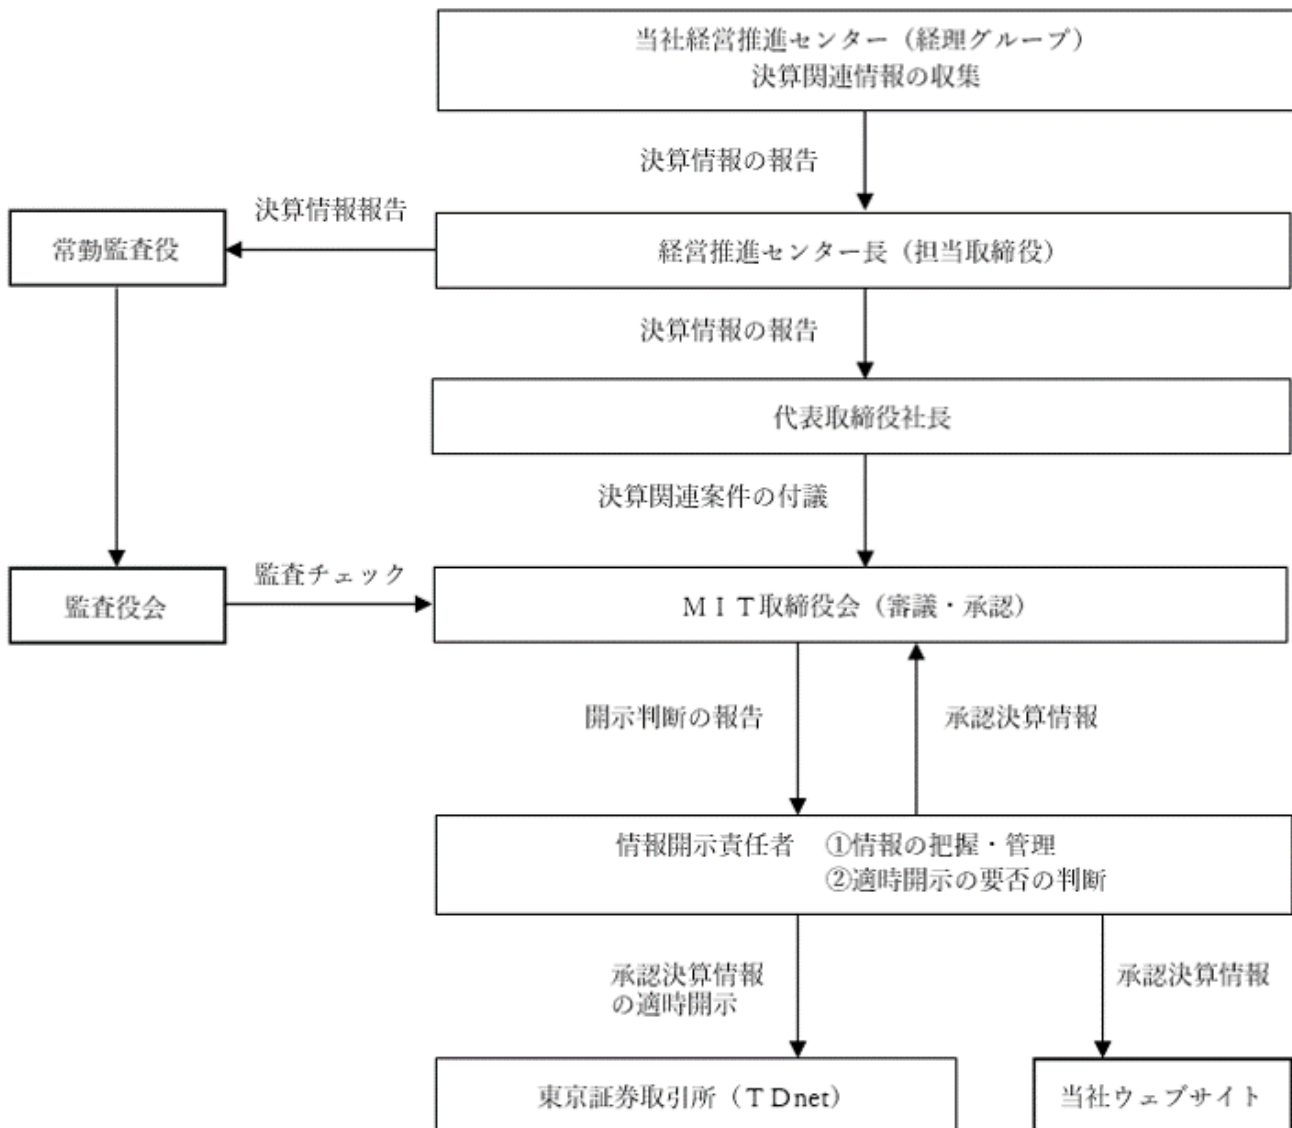 当社経営推進センター（経理グループ）
決算関連情報の収集
決算情報の報告
決算情報報告
常勤監査役
経営推進センター長（担当取締役）
決算情報の報告
代表取締役社長
決算関連案件の付議
監査チェック
監査役会
ＭＩＴ取締役会（審議・承認）
開示判断の報告
承認決算情報
情報開示責任者　①情報の把握・管理
②適時開示の要否の判断
承認決算情報
の適時開示
承認決算情報
東京証券取引所（ＴＤnet）
当社ウェブサイト